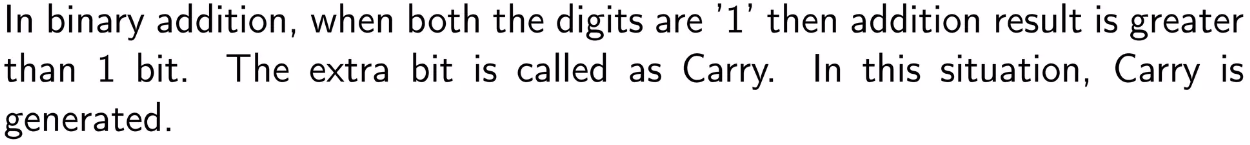 In binary addition, when both the digits are '1' then addition result is greater
than 1 bit. The extra bit is called as Carry. In this situation, Carry is
generated.